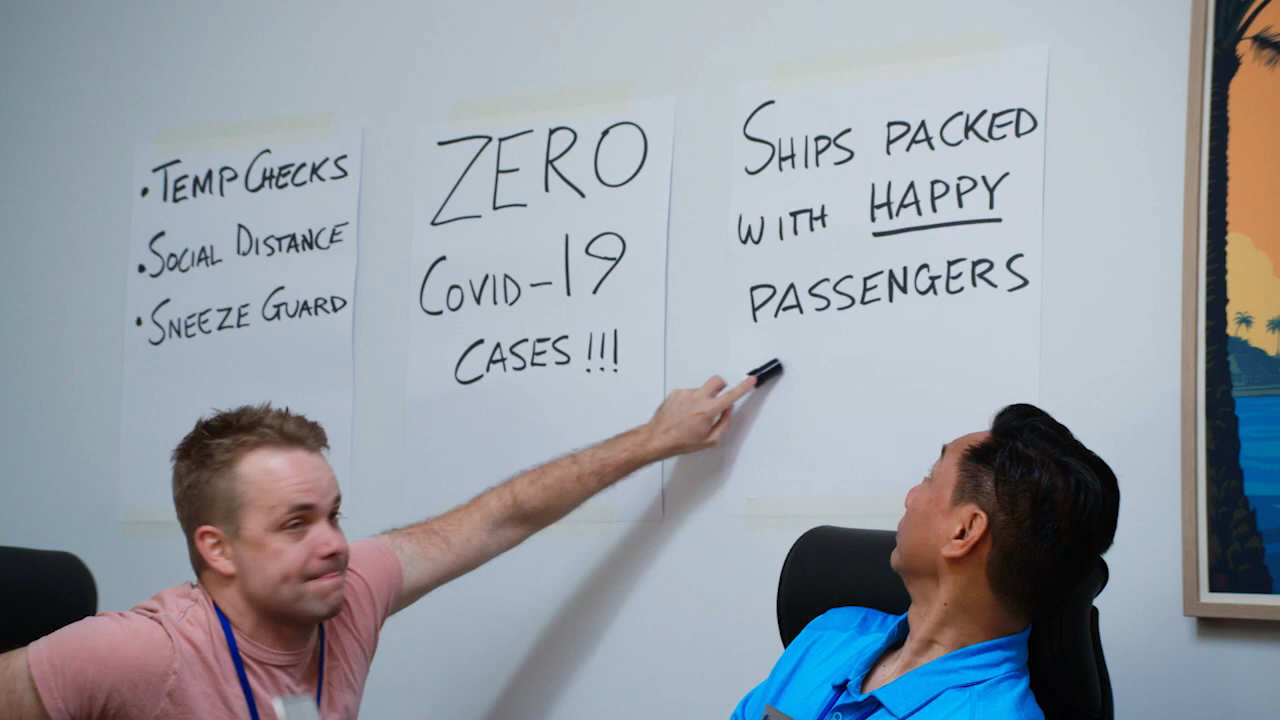 • TEMP CHECKS
• SOCIAL DISTANCE
• SNEEZE GUARD
ZERO
COVID-19
CASES!!!
SHIPS PACKED
WITH HAPPY
PASSENGERS